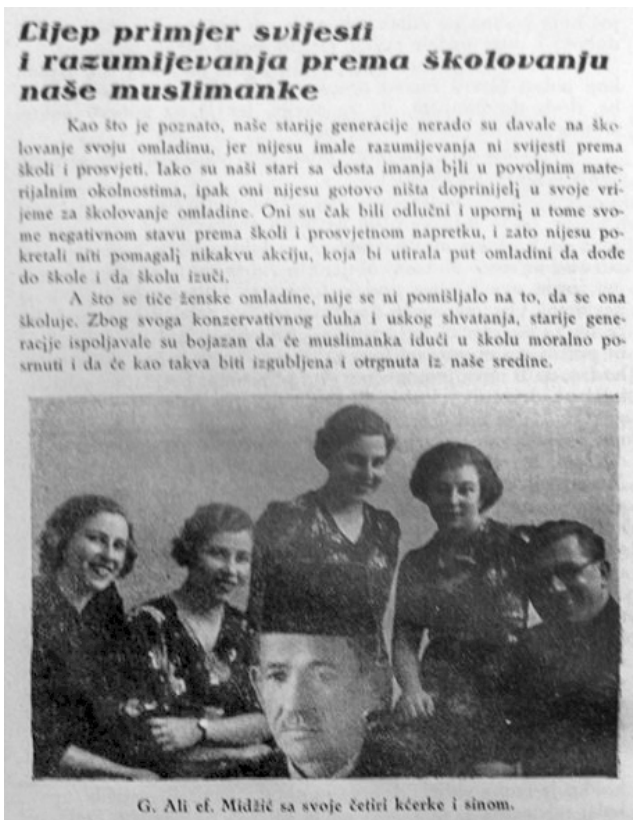 Lijep primjer svijesti
i razumijevanja prema školovanju
naše muslimanke
Kao što je poznato, naše starije generacije nerado su davale na ško-
lovanje svoju omladinu, jer nijesu imale razumijevanja ni svijesti prema
školi i prosvjeti. Iako su naši stari sa dosta imanja bili u povoljnim mate-
rijalnim okolnostima, ipak oni nijesu gotovo ništa doprinijeli u svoje vri-
jeme za školovanje omladine. Oni su čak bili odlučni i uporni u tome svo-
me negativnom stavu prema školi i prosvjetnom napretku, i zato nijesu po-
kretali niti pomagali nikakvu akciju, koja bi utirala put omladini da dođe
do škole i da školu izuči.
A što se tiče ženske omladine, nije se ni pomišljalo na to, da se ona
školuje. Zbog svoga konzervativnog duha i uskog shvatanja, starije gene-
racije ispoljavale su bojazan da će muslimanka idući u školu moralno po-
srnuti i da će kao takva biti izgubljena i otrgnuta iz naše sredine.
G. Ali ef. Midžić sa svoje četiri kćerke i sinom.